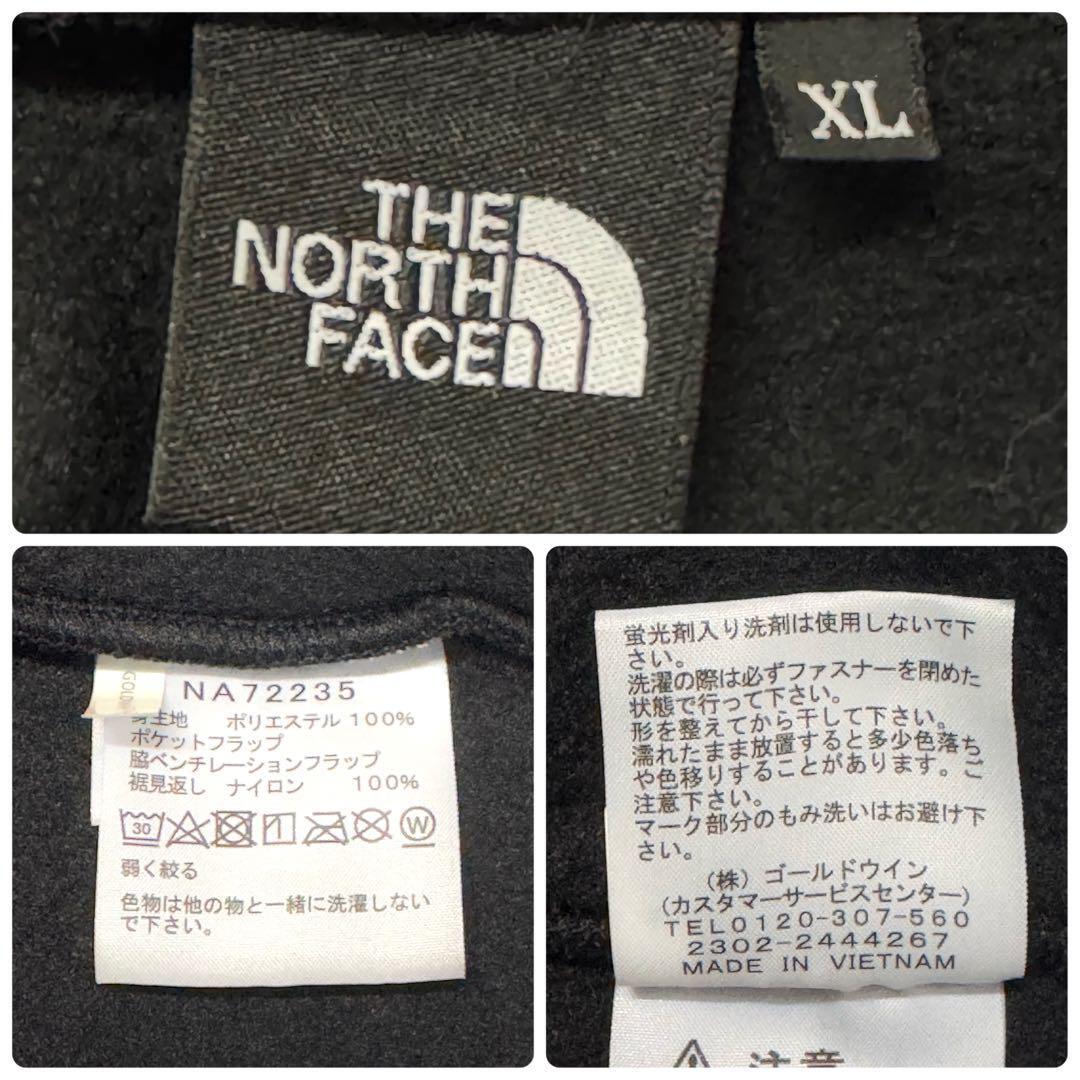 THE
NORTH
FACE
XL
GOLD
NA72235
身生地 ポリエステル 100%
ポケットフラップ
脇ベンチレーションフラップ
裾見返し ナイロン 100%
30
W
弱く絞る
色物は他の物と一緒に洗濯しない
で下さい。
蛍光剤入り洗剤は使用しないで下
さい。
洗濯の際は必ずファスナーを閉めた
状態で行って下さい。
形を整えてから干して下さい。
濡れたまま放置すると多少色落ち
や色移りすることがあります。ご
注意下さい。
マーク部分のもみ洗いはお避け下
さい。
(株) ゴールドウイン
(カスタマーサービスセンター)
TEL0120-307-560
2302-2444267
MADE IN VIETNAM
注意